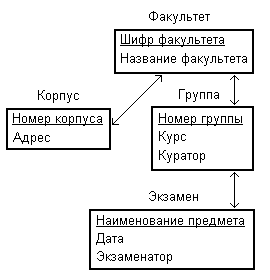 Факультет
Шифр факультета
Название факультета
Корпус
Номер корпуса
Адрес
Группа
Номер группы
Курс
Куратор
Экзамен
Наименование предмета
Дата
Экзаменатор